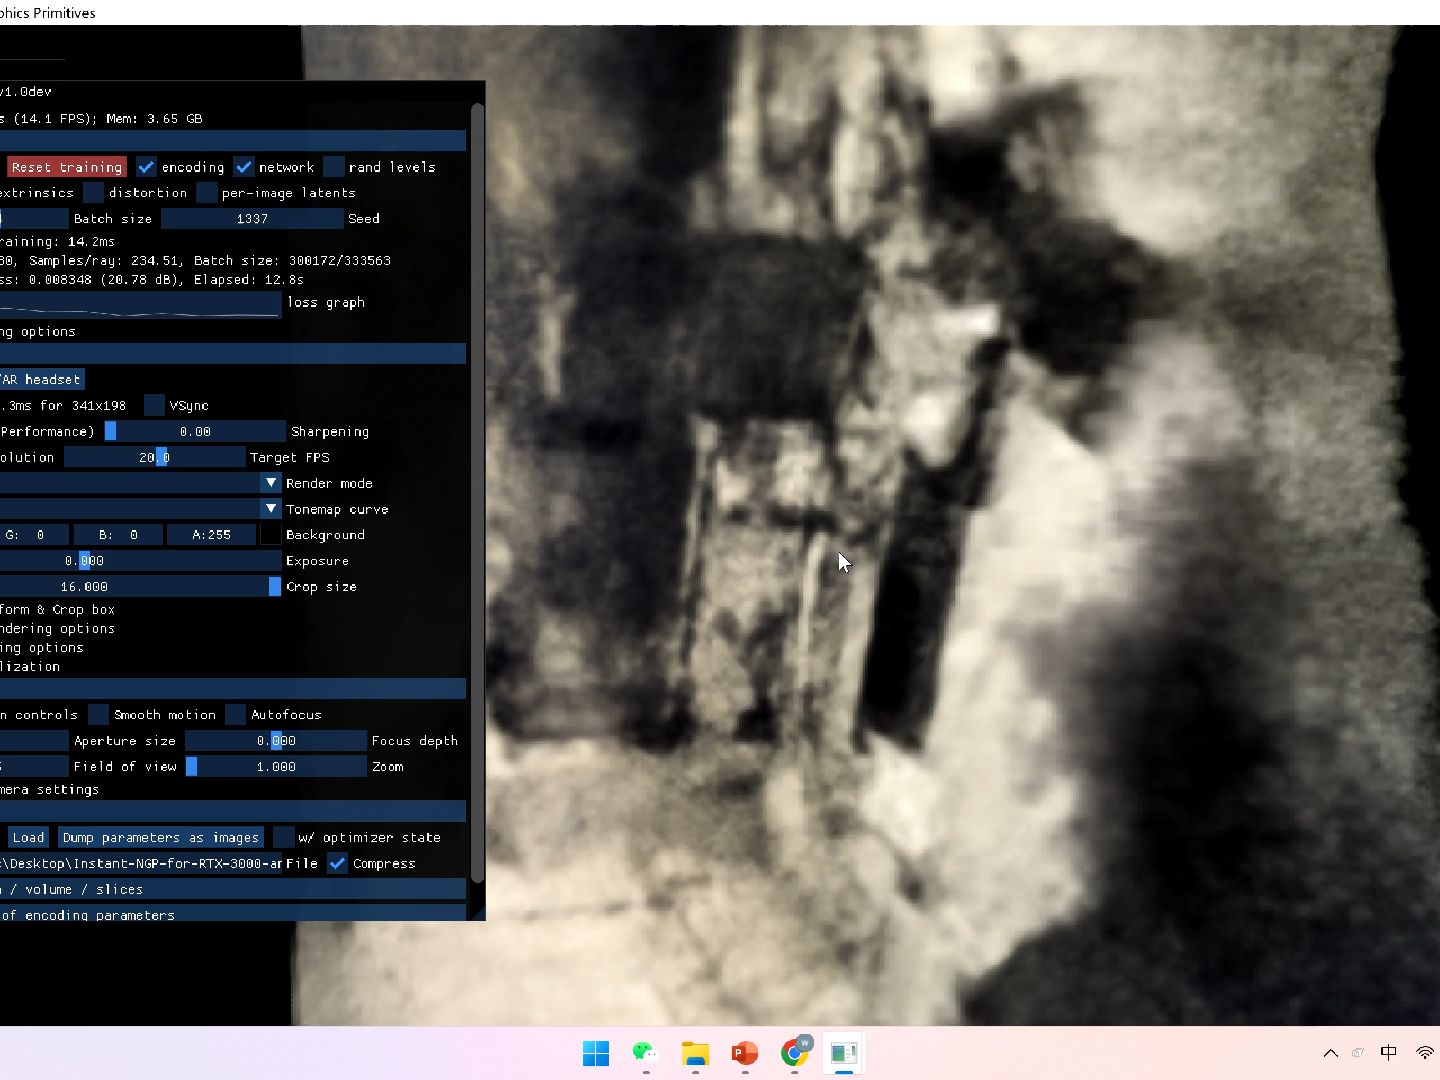 phics Primitives
v1.0dev
s (14.1 FPS); Mem: 3.65 GB
Reset training encoding network rand levels
extrinsics distortion per-image latents
Batch size 1337 Seed
raining: 14.2ms
30, Samples/ray: 234.51, Batch size: 300172/333563
ss: 0.008348 (20.78 dB), Elapsed: 12.8s
loss graph
ng options
/AR headset
.3ms for 341x198 VSync
Performance) 0.00 Sharpening
olution 20.0 Target FPS
Render mode
Tonemap curve
G: 0 B: 0 A:255 Background
0.000 Exposure
16.000 Crop size
form & Crop box
ndering options
ing options
lization
n controls Smooth motion Autofocus
Aperture size 0.000 Focus depth
Field of view 1.000 Zoom
mera settings
Load Dump parameters as images w/ optimizer state
\Desktop\Instant-NGP-for-RTX-3000-ar File Compress
/ volume / slices
of encoding parameters
P W 中